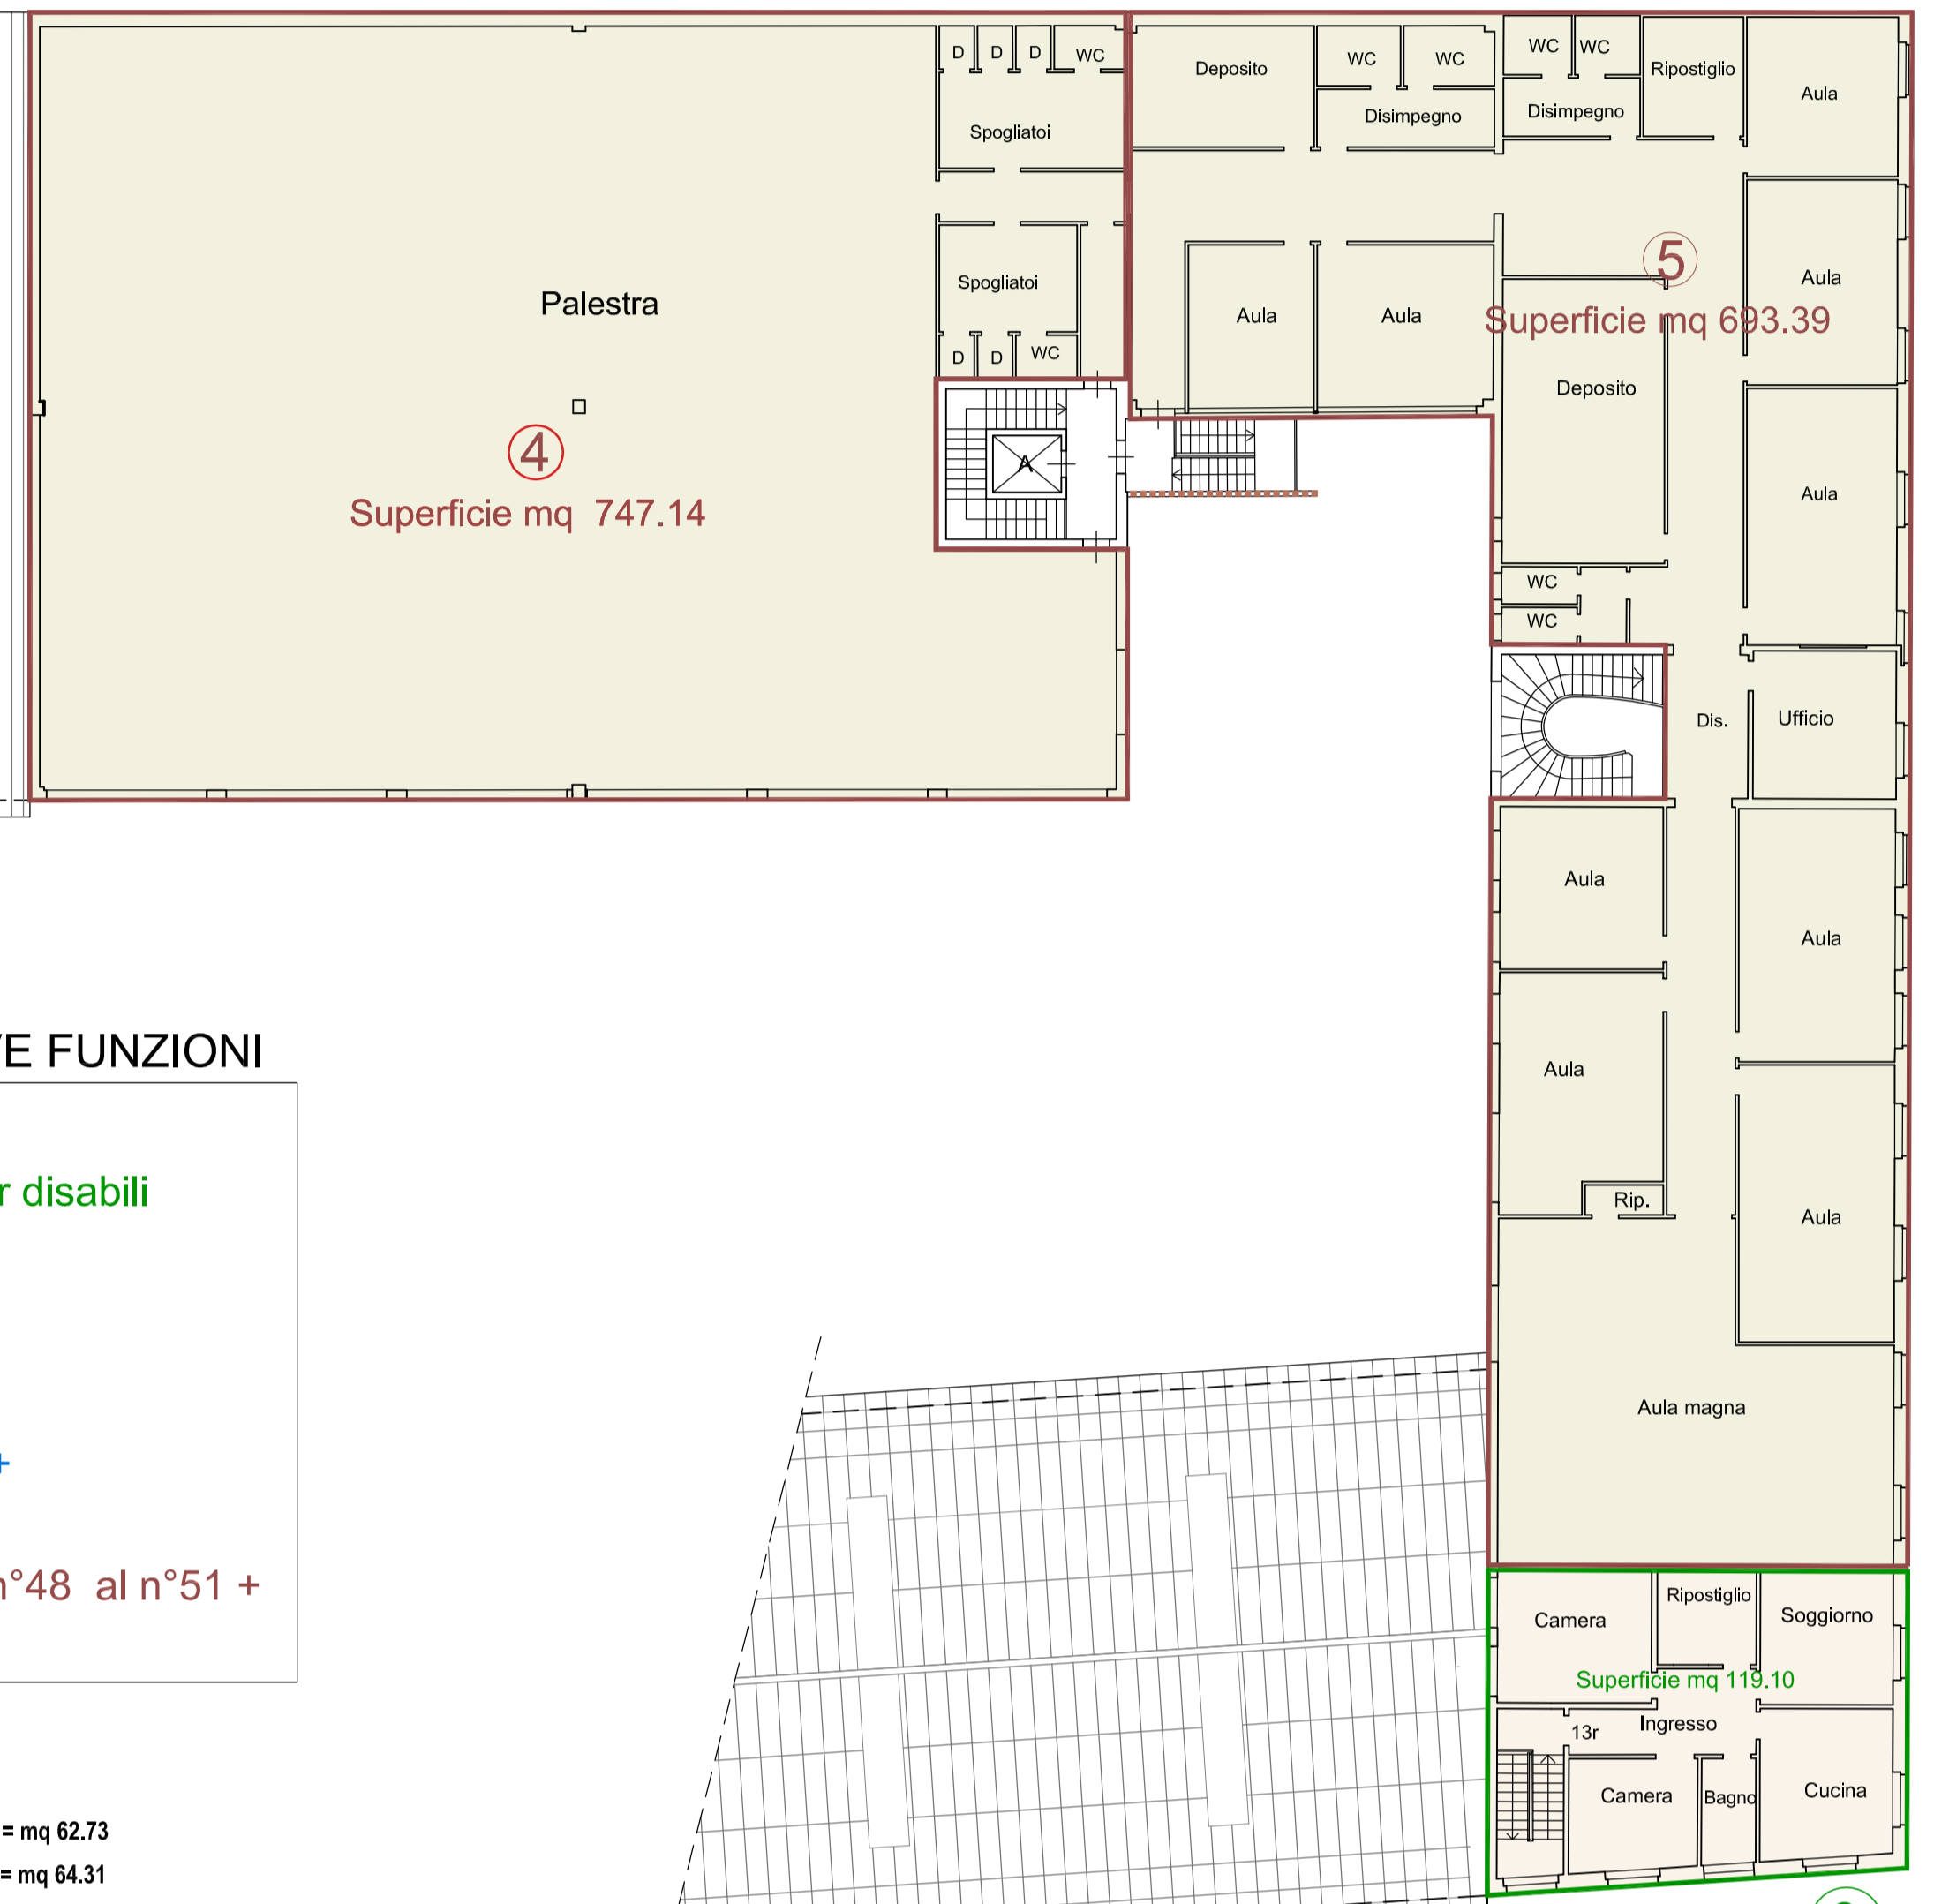 D D D WC
Spogliatoi
Spogliatoi
D D WC
Palestra
4
Superficie mq 747.14
A
Deposito
WC WC
Disimpegno
WC WC
Disimpegno
Ripostiglio
Aula
Aula
5
Superficie mq 693.39
Aula Aula
Deposito
Aula
WC
WC
Dis.
Ufficio
Aula
Aula
Aula
Rip.
Aula
Aula magna
FUNZIONI
disabili
+
n°48 al n°51 +
= mq 62.73
= mq 64.31
Camera
Ripostiglio
Soggiorno
Superficie mq 119.10
13r
Ingresso
Camera
Bagno
Cucina